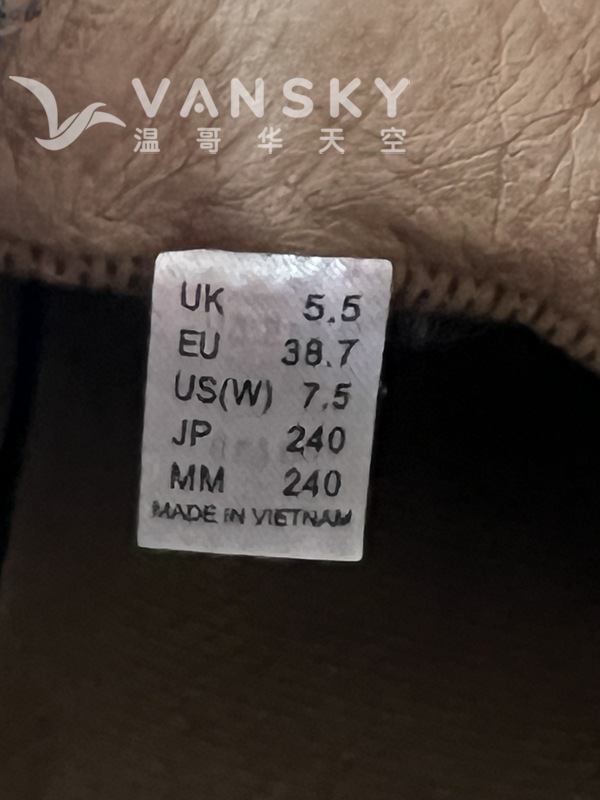 VANSKY
温哥华天空
UK 5.5
EU 38.7
US(W) 7.5
JP 240
MM 240
MADE IN VIETNAM